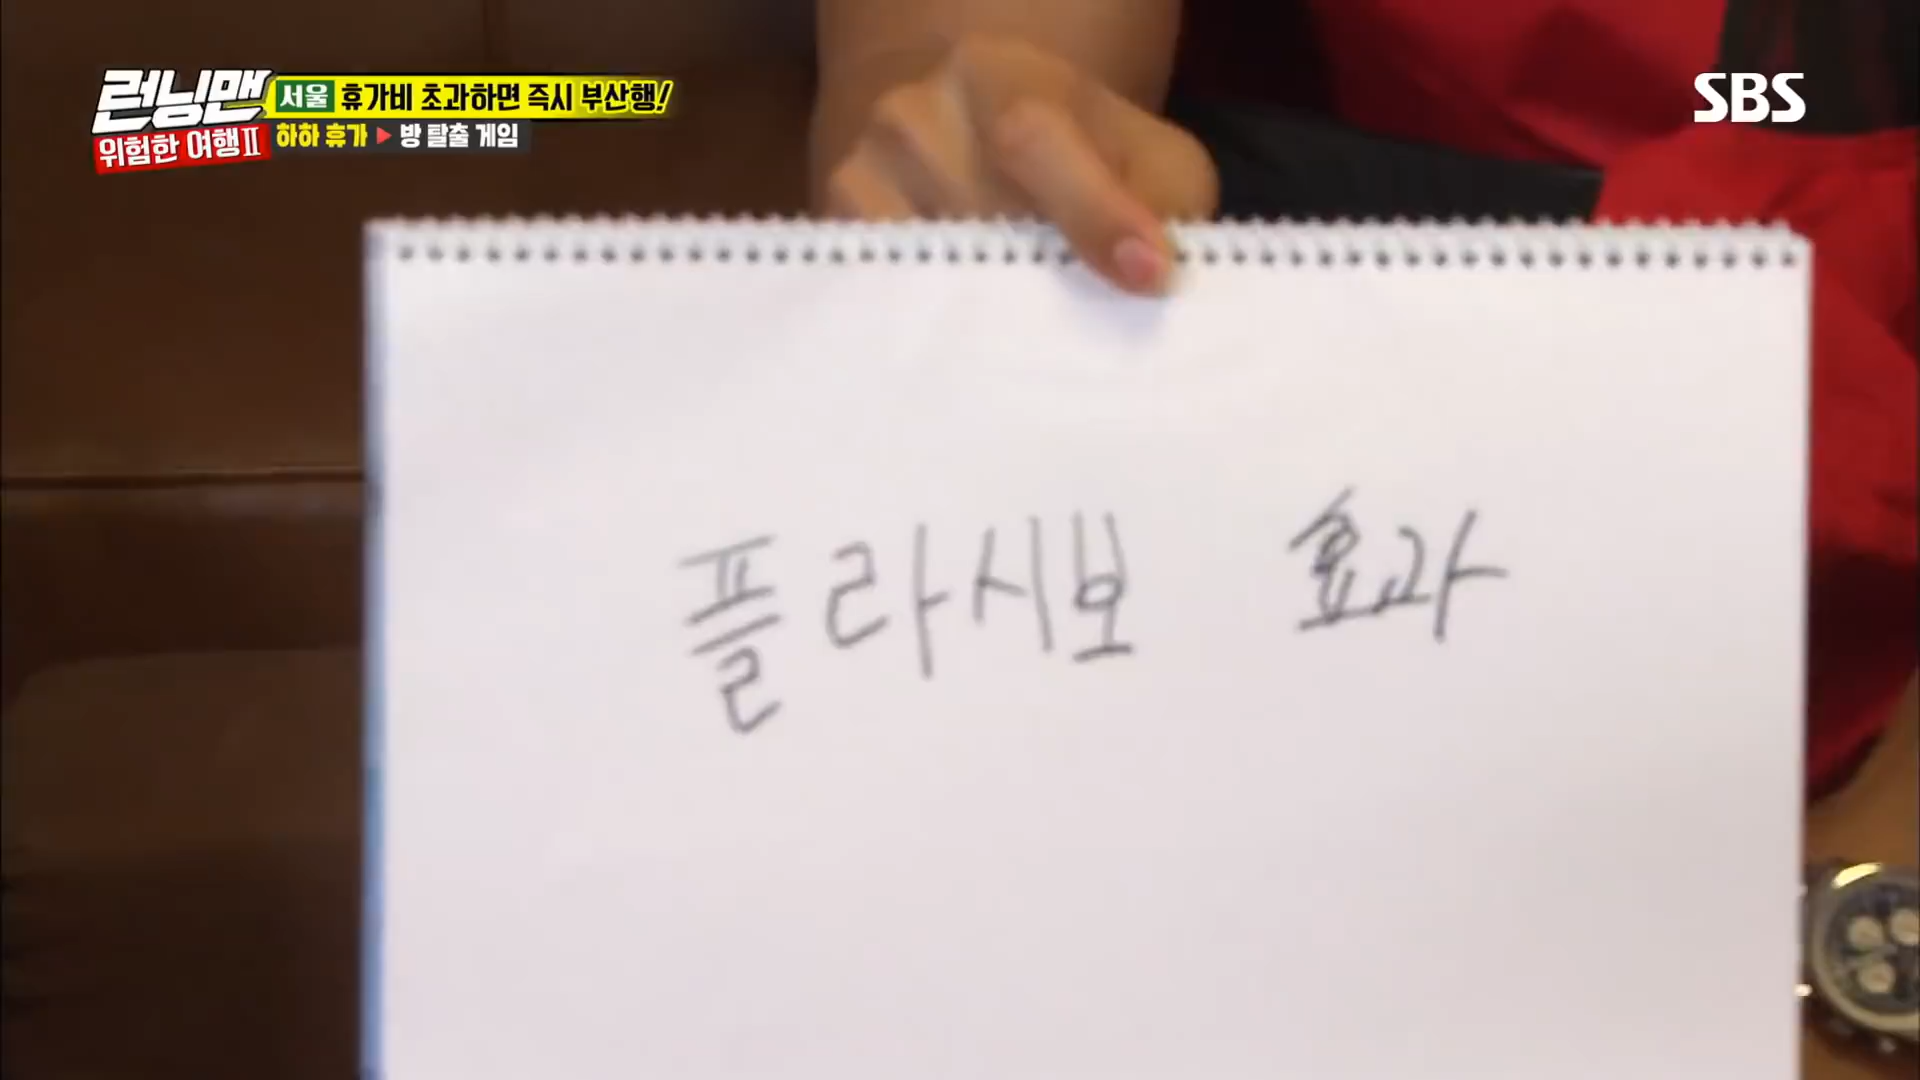 런닝맨 서울 휴가비 초과하면 즉시 부산행!
위험한 여행Ⅱ 하하 휴가 ▶ 방 탈출 게임
SBS
플라시보 효과